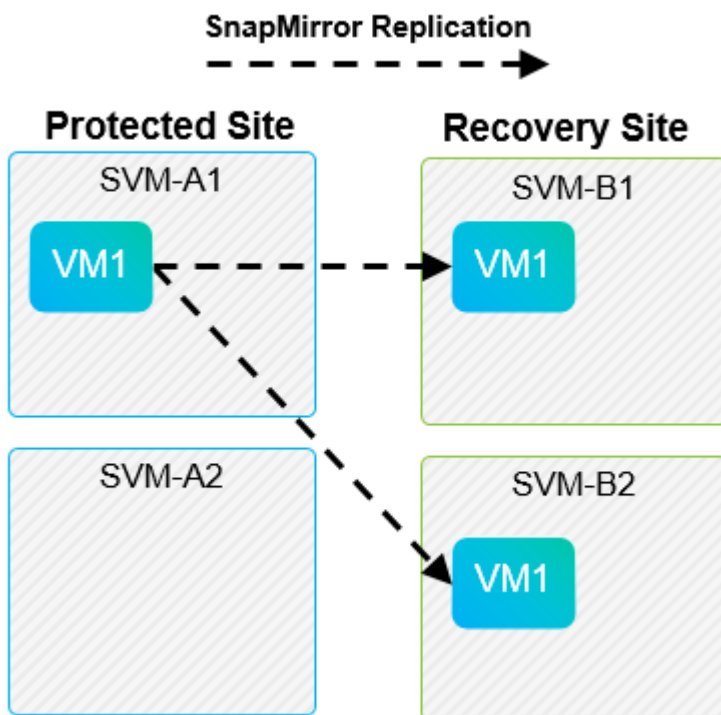 SnapMirror Replication
Protected Site
Recovery Site
SVM-A1
SVM-B1
VM1
VM1
SVM-A2
SVM-B2
VM1